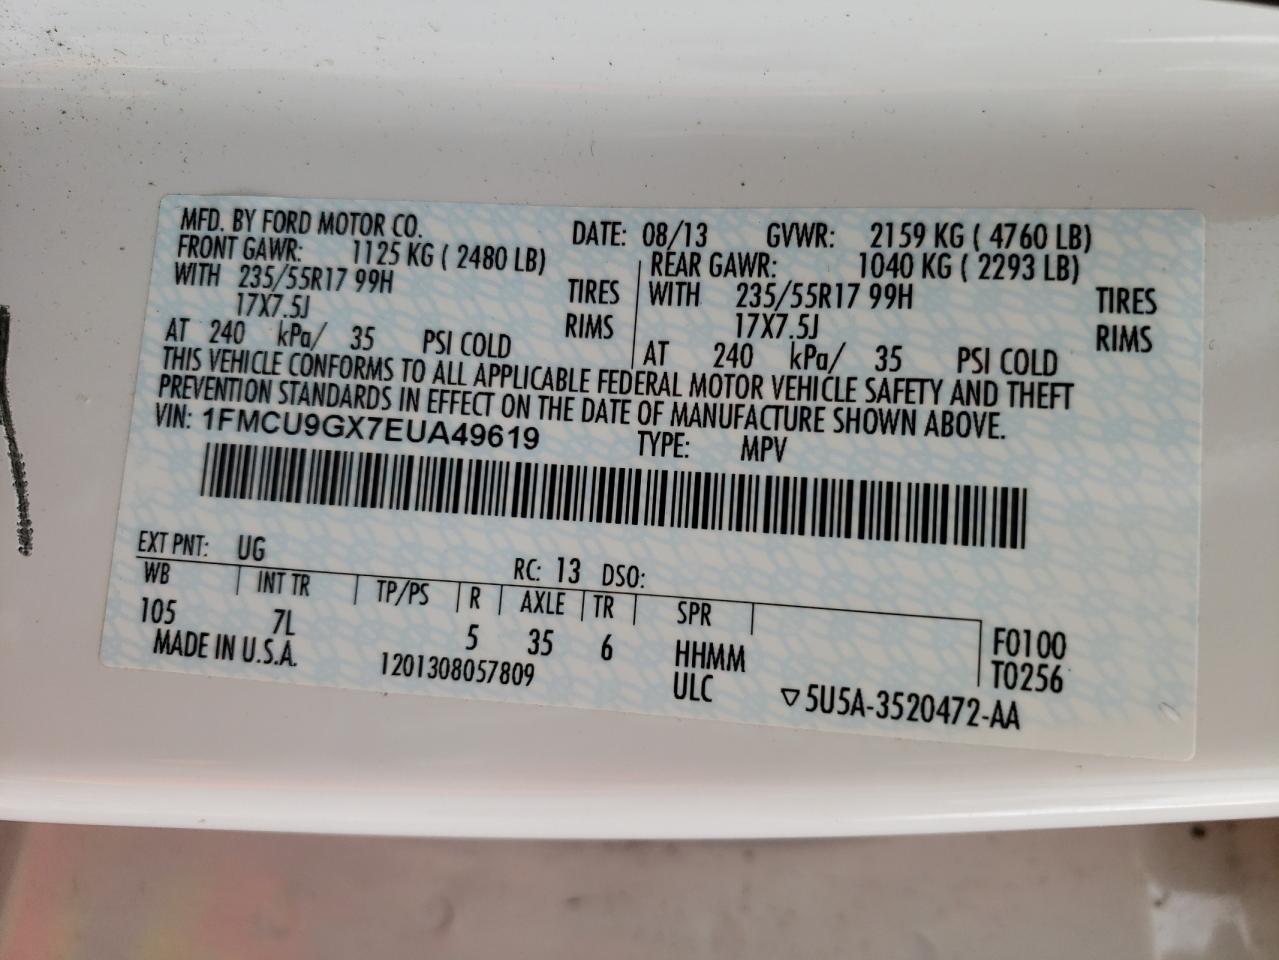 MFD. BY FORD MOTOR CO. DATE: 08/13 GVWR: 2159 KG ( 4760 LB)
FRONT GAWR: 1125 KG ( 2480 LB) REAR GAWR: 1040 KG ( 2293 LB)
WITH 235/55R17 99H TIRES WITH 235/55R17 99H TIRES
17X7.5J RIMS 17X7.5J RIMS
AT 240 kPa/ 35 PSI COLD AT 240 kPa/ 35 PSI COLD
THIS VEHICLE CONFORMS TO ALL APPLICABLE FEDERAL MOTOR VEHICLE SAFETY AND THEFT
PREVENTION STANDARDS IN EFFECT ON THE DATE OF MANUFACTURE SHOWN ABOVE.
VIN: 1FMCU9GX7EUA49619 TYPE: MPV
EXT PNT: UG RC: 13 DSO:
WB INT TR TP/PS R AXLE TR SPR
105 7L 5 35 6 HHMM F0100
MADE IN U.S.A. 1201308057809 ULC T0256
▽5U5A-3520472-AA